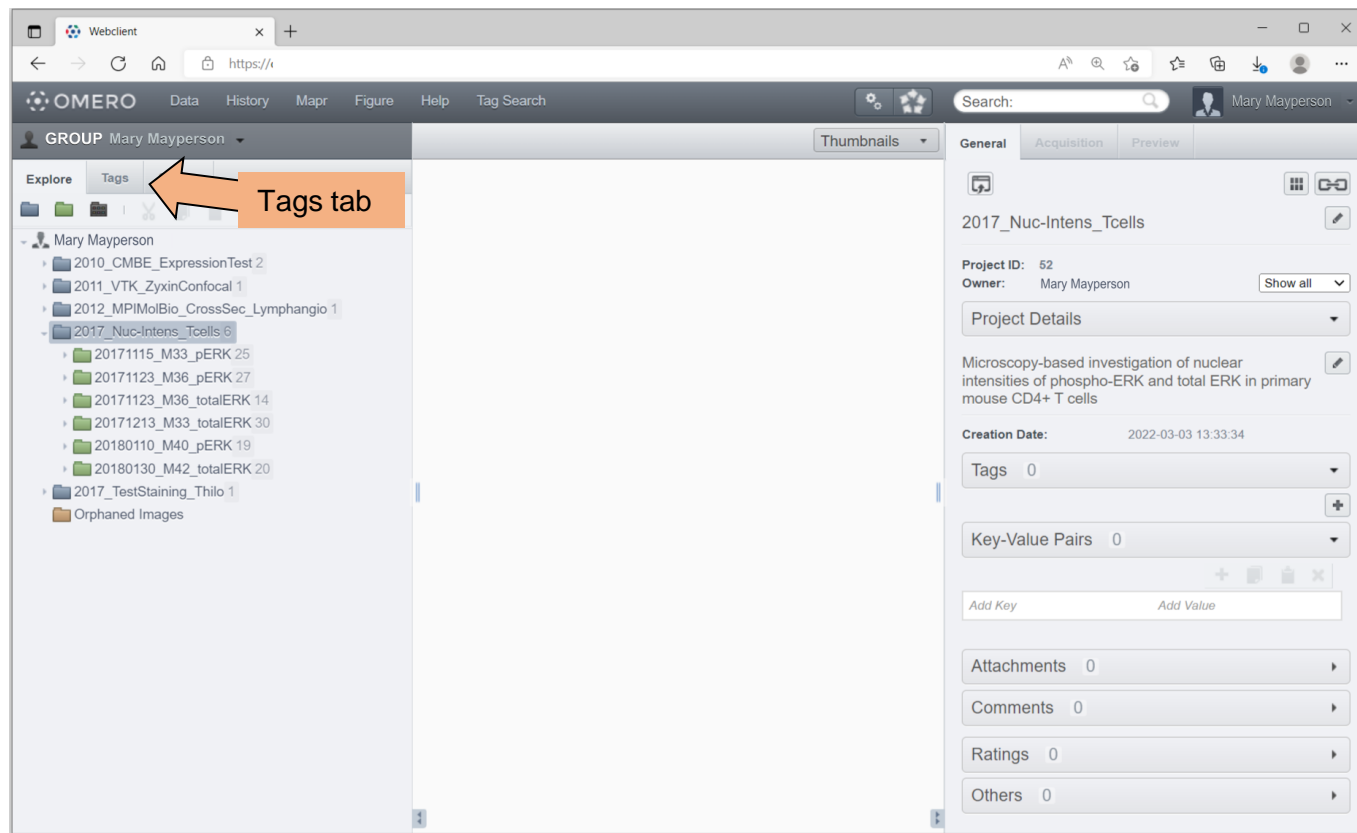 Webclient
https://
OMERO Data History Mapr Figure Help Tag Search Search: Mary Mayperson
GROUP Mary Mayperson Thumbnails General Acquisition Preview
Explore Tags
Tags tab
2017_Nuc-Intens_Tcells
Mary Mayperson
2010_CMBE_ExpressionTest 2
2011_VTK_ZyxinConfocal 1
2012_MPIMolBio_CrossSec_Lymphangio 1
2017_Nuc-Intens_Tcells 6
20171115_M33_pERK 25
20171123_M36_pERK 27
20171123_M36_totalERK 14
20171213_M33_totalERK 30
20180110_M40_pERK 19
20180130_M42_totalERK 20
2017_TestStaining_Thilo 1
Orphaned Images
Project ID: 52
Owner: Mary Mayperson Show all
Project Details
Microscopy-based investigation of nuclear
intensities of phospho-ERK and total ERK in primary
mouse CD4+ T cells
Creation Date: 2022-03-03 13:33:34
Tags 0
Key-Value Pairs 0
Add Key Add Value
Attachments 0
Comments 0
Ratings 0
Others 0